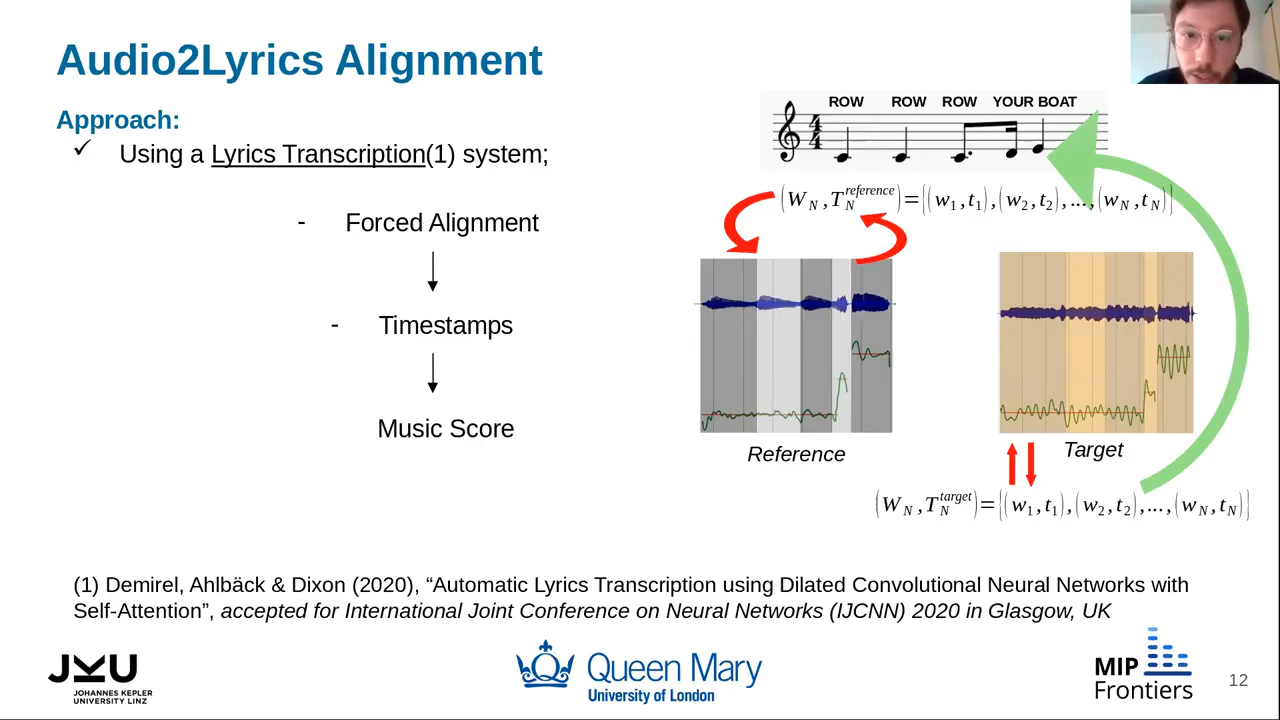 Audio2Lyrics Alignment
Approach:
✓ Using a Lyrics Transcription(1) system;
- Forced Alignment
- Timestamps
Music Score
ROW ROW ROW YOUR BOAT
4
4
(W_N , T_N^reference)={(w_1 , t_1), (w_2 , t_2), ..., (w_N , t_N)}
Reference
Target
(W_N , T_N^target)={(w_1 , t_1), (w_2 , t_2), ..., (w_N , t_N)}
(1) Demirel, Ahlbäck & Dixon (2020), “Automatic Lyrics Transcription using Dilated Convolutional Neural Networks with
Self-Attention”, accepted for International Joint Conference on Neural Networks (IJCNN) 2020 in Glasgow, UK
JKU
JOHANNES KEPLER
UNIVERSITY LINZ
Queen Mary
University of London
MIP
Frontiers
12